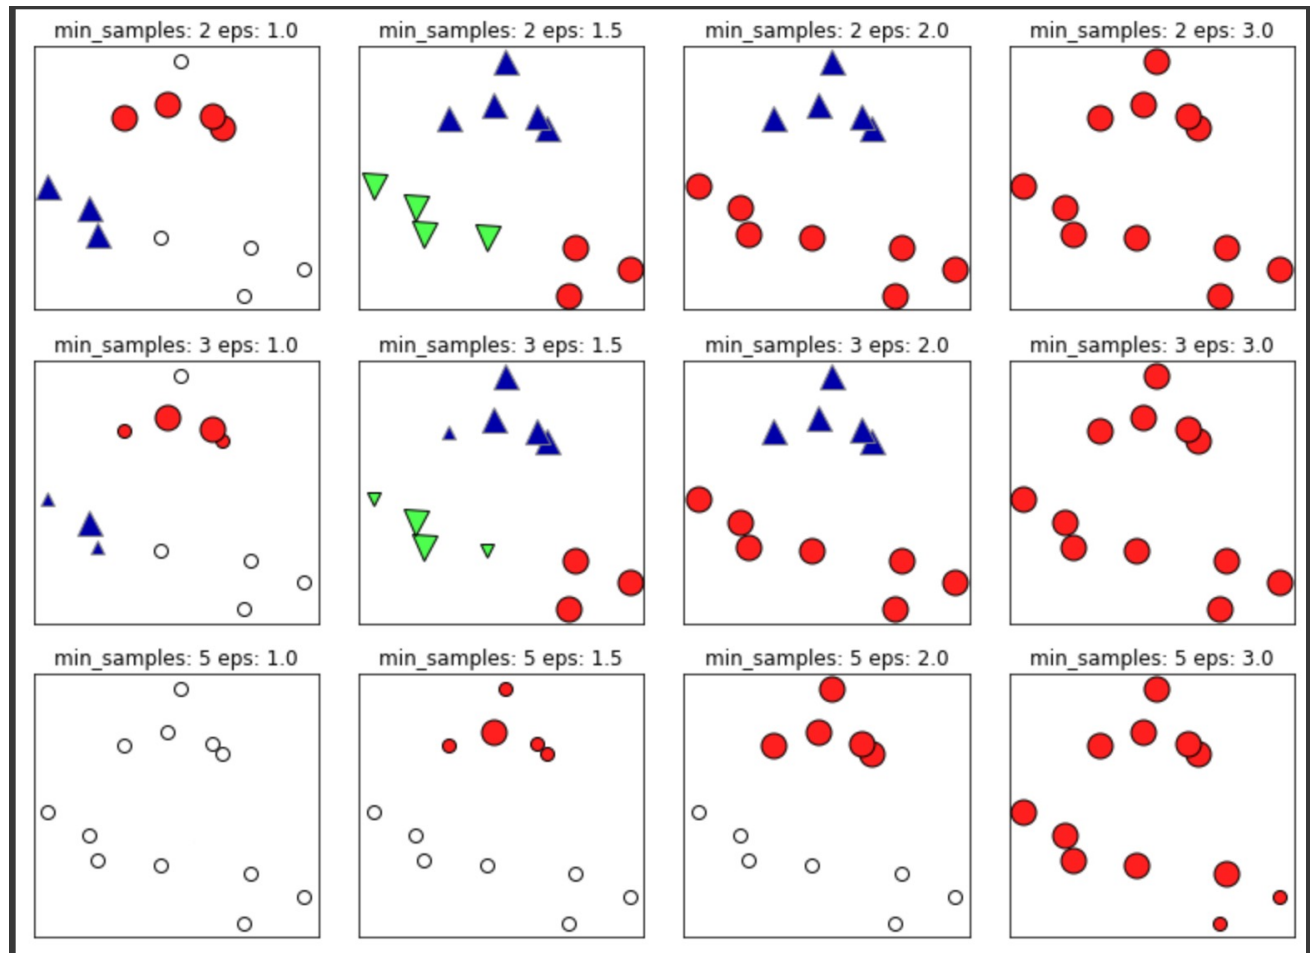 min_samples: 2 eps: 1.0
min_samples: 2 eps: 1.5
min_samples: 2 eps: 2.0
min_samples: 2 eps: 3.0
min_samples: 3 eps: 1.0
min_samples: 3 eps: 1.5
min_samples: 3 eps: 2.0
min_samples: 3 eps: 3.0
min_samples: 5 eps: 1.0
min_samples: 5 eps: 1.5
min_samples: 5 eps: 2.0
min_samples: 5 eps: 3.0